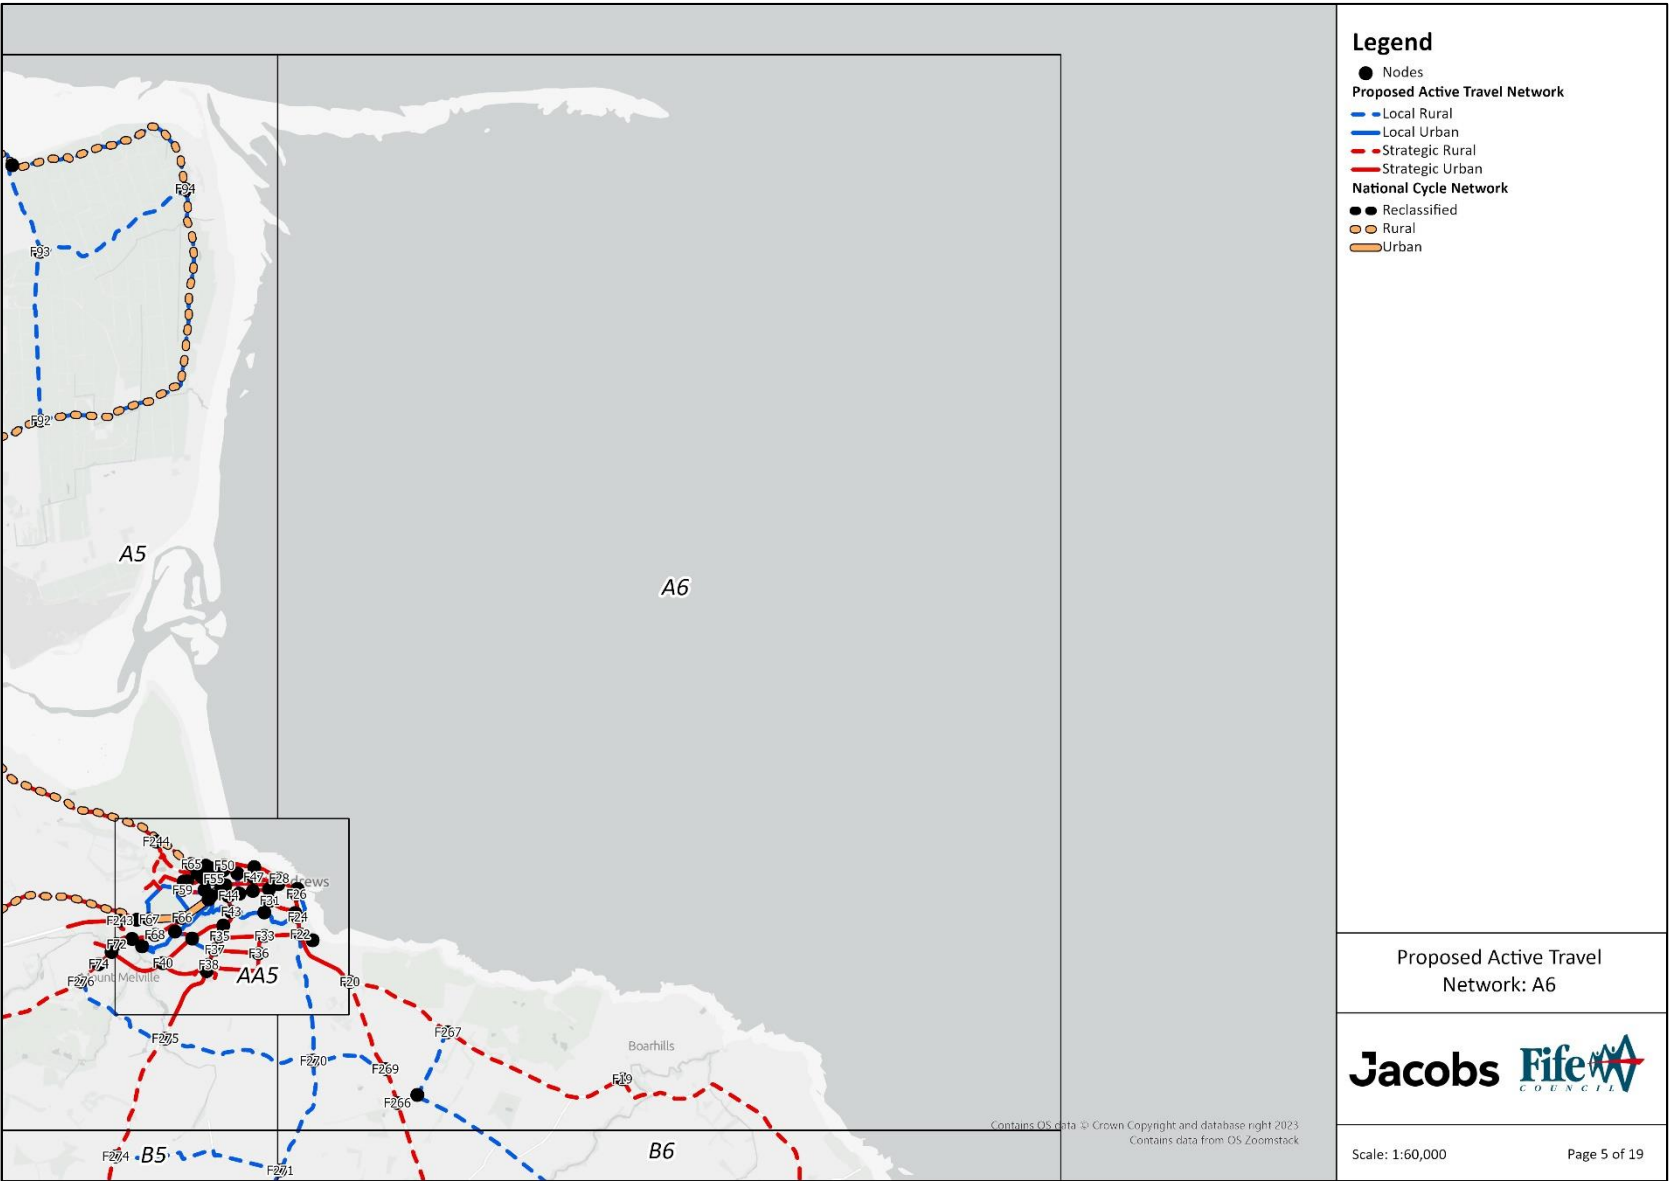 F94
F93
F92
A5
A6
F244
F65
F50
F55
F47
F28
drews
F59
F44
F26
F31
F43
F24
F243
F67
F66
F68
F35
F33
F22
F72
F37
F36
F74
F40
F38
AA5
F276
ount Melville
F20
F275
F267
Boarhills
F270
F269
F19
F266
F274
B5
F271
B6
Contains OS data © Crown Copyright and database right 2023
Contains data from OS Zoomstack
Legend
Nodes
Proposed Active Travel Network
Local Rural
Local Urban
Strategic Rural
Strategic Urban
National Cycle Network
Reclassified
Rural
Urban
Proposed Active Travel
Network: A6
Jacobs
Fife
COUNCIL
Scale: 1:60,000
Page 5 of 19